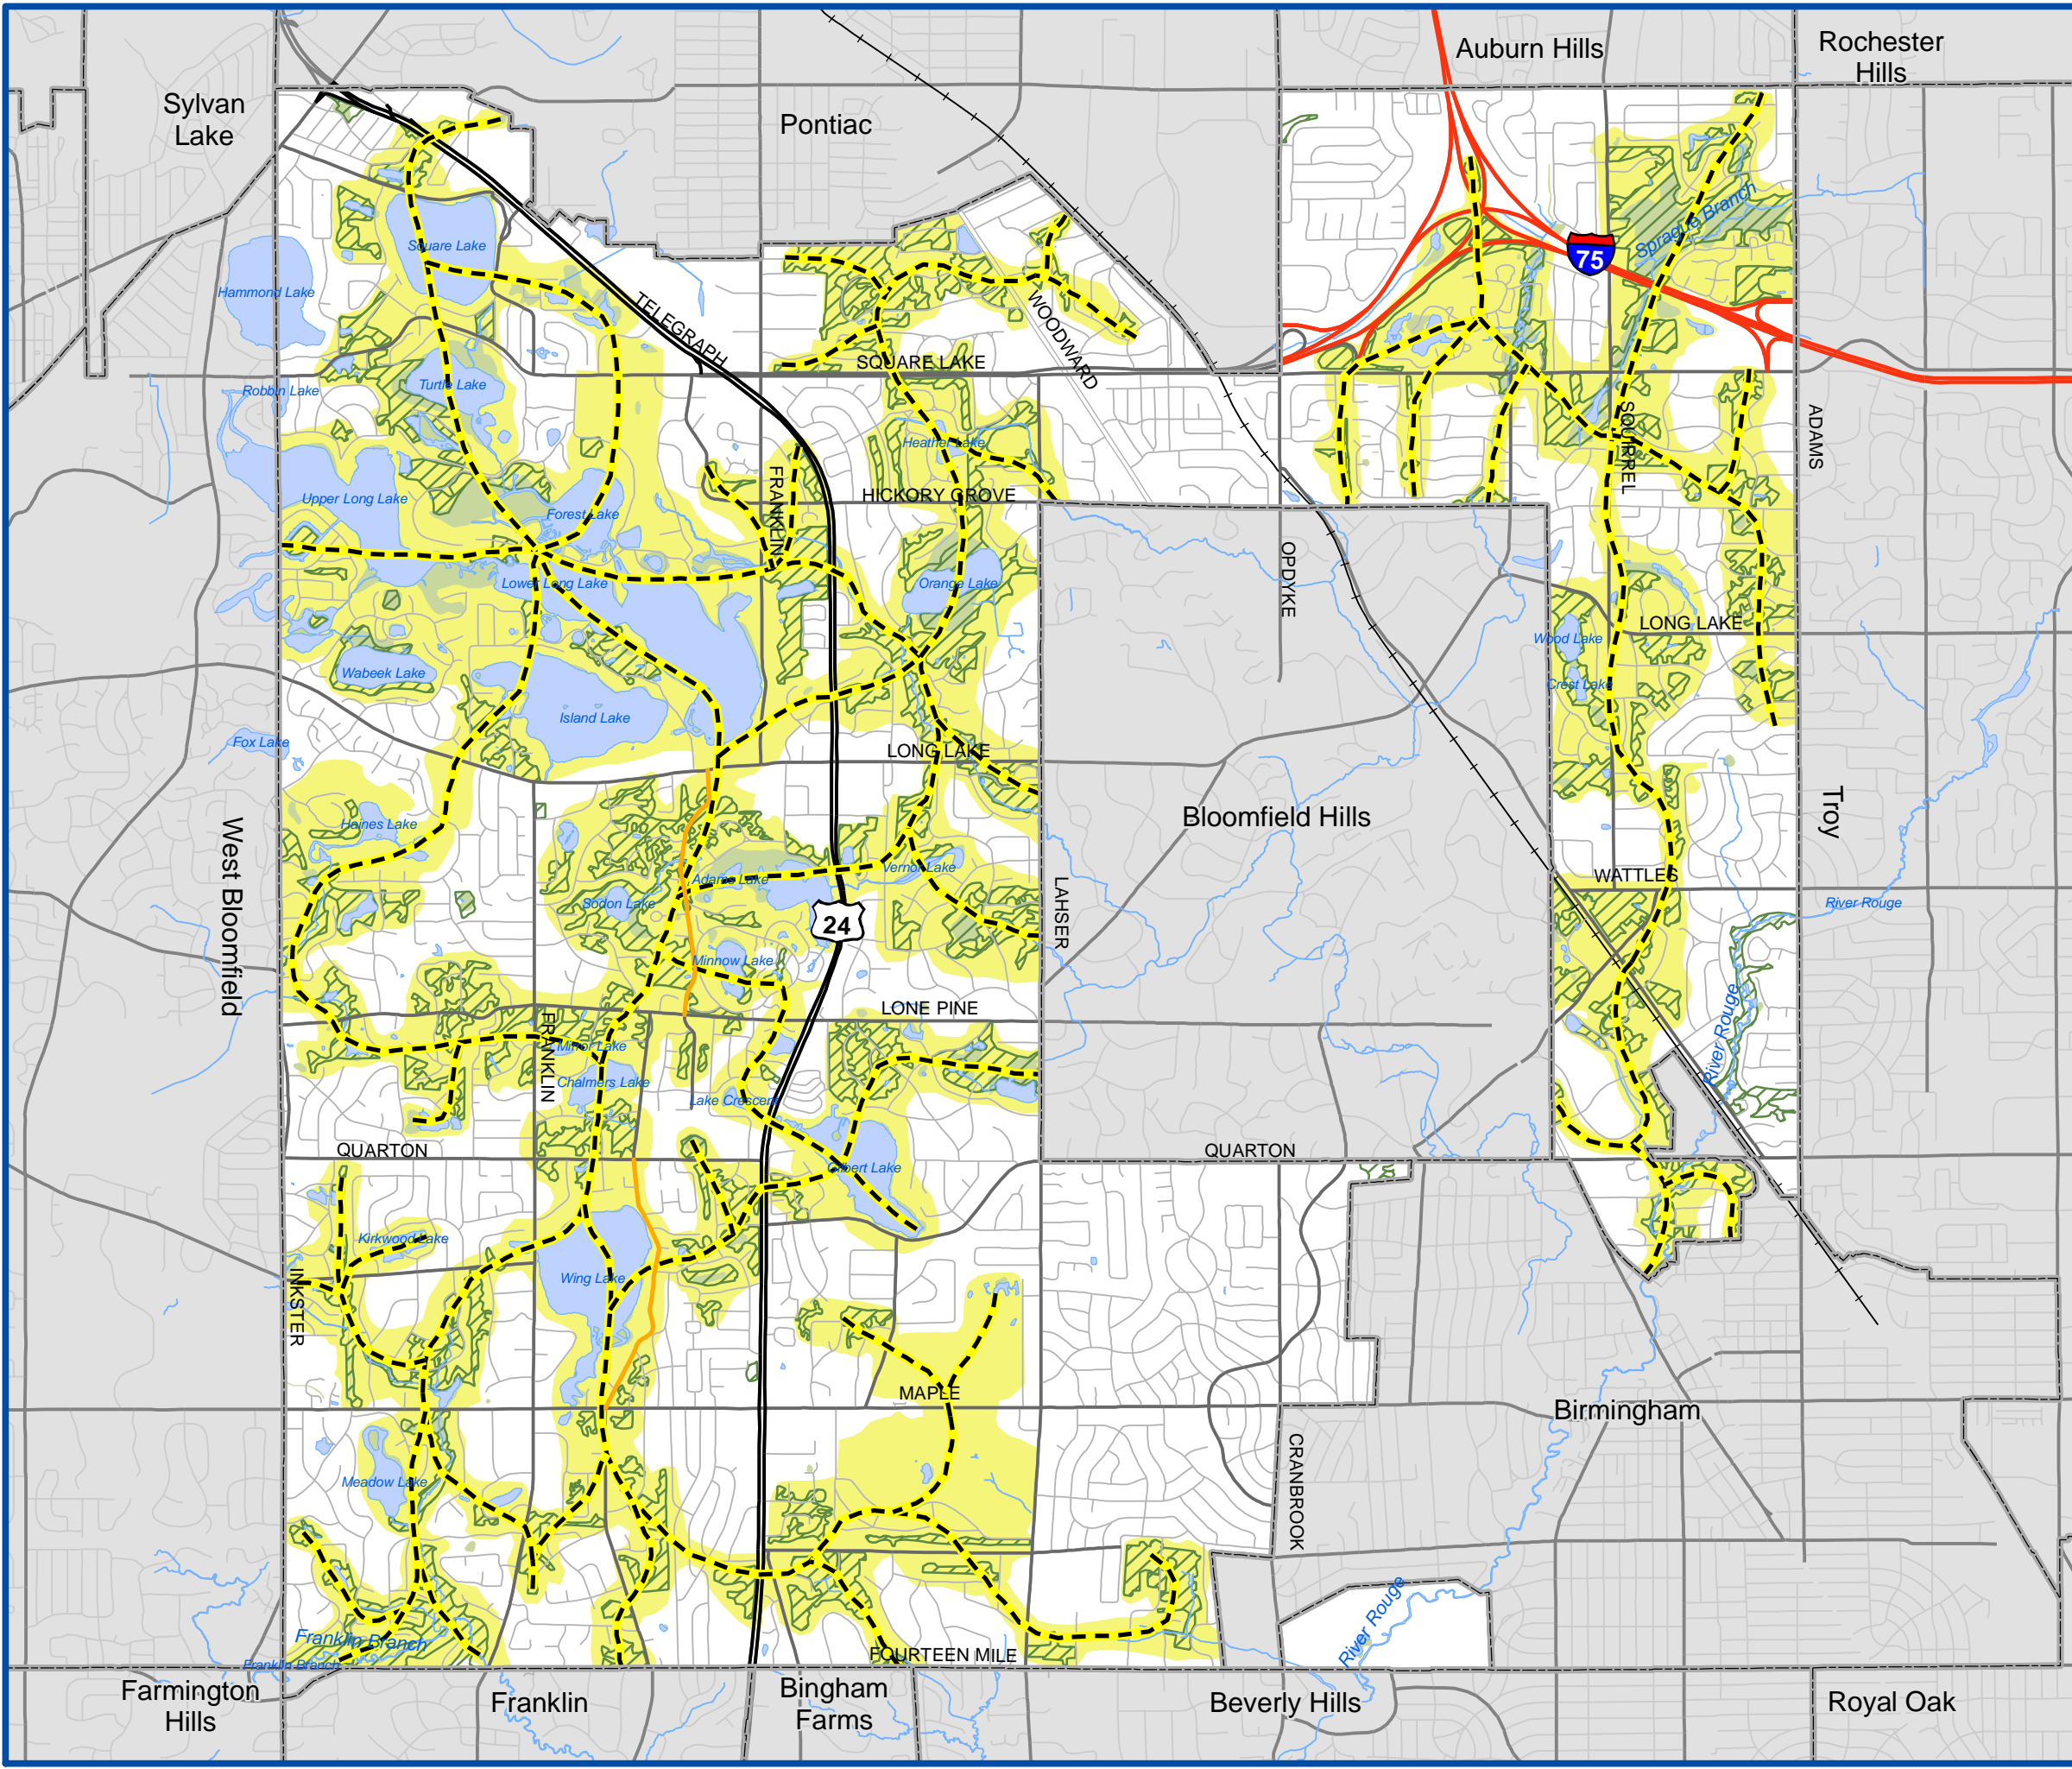 Auburn Hills
Rochester
Hills
Sylvan
Lake
Pontiac
Sprague Branch
Square Lake
75
Hammond Lake
TELEGRAPH
WOODWARD
SQUARE LAKE
Turtle Lake
Robbin Lake
SQUIRREL
ADAMS
Heather Lake
Upper Long Lake
HICKORY GROVE
FRANKLIN
Forest Lake
OPDYKE
Lower Long Lake
Orange Lake
LONG LAKE
Wood Lake
Wabeek Lake
Crest Lake
Island Lake
Fox Lake
LONG LAKE
Bloomfield Hills
Troy
Haines Lake
West Bloomfield
Vernor Lake
WATTLES
Adams Lake
Sodon Lake
LAHSER
River Rouge
24
Minnow Lake
LONE PINE
River Rouge
FRANKLIN
Mirror Lake
Chalmers Lake
Lake Crescent
QUARTON
QUARTON
Gilbert Lake
Kirkwood Lake
Wing Lake
INKSTER
MAPLE
Birmingham
Meadow Lake
CRANBROOK
River Rouge
Franklin Branch
FOURTEEN MILE
Franklin Branch
Farmington
Hills
Franklin
Bingham
Farms
Beverly Hills
Royal Oak